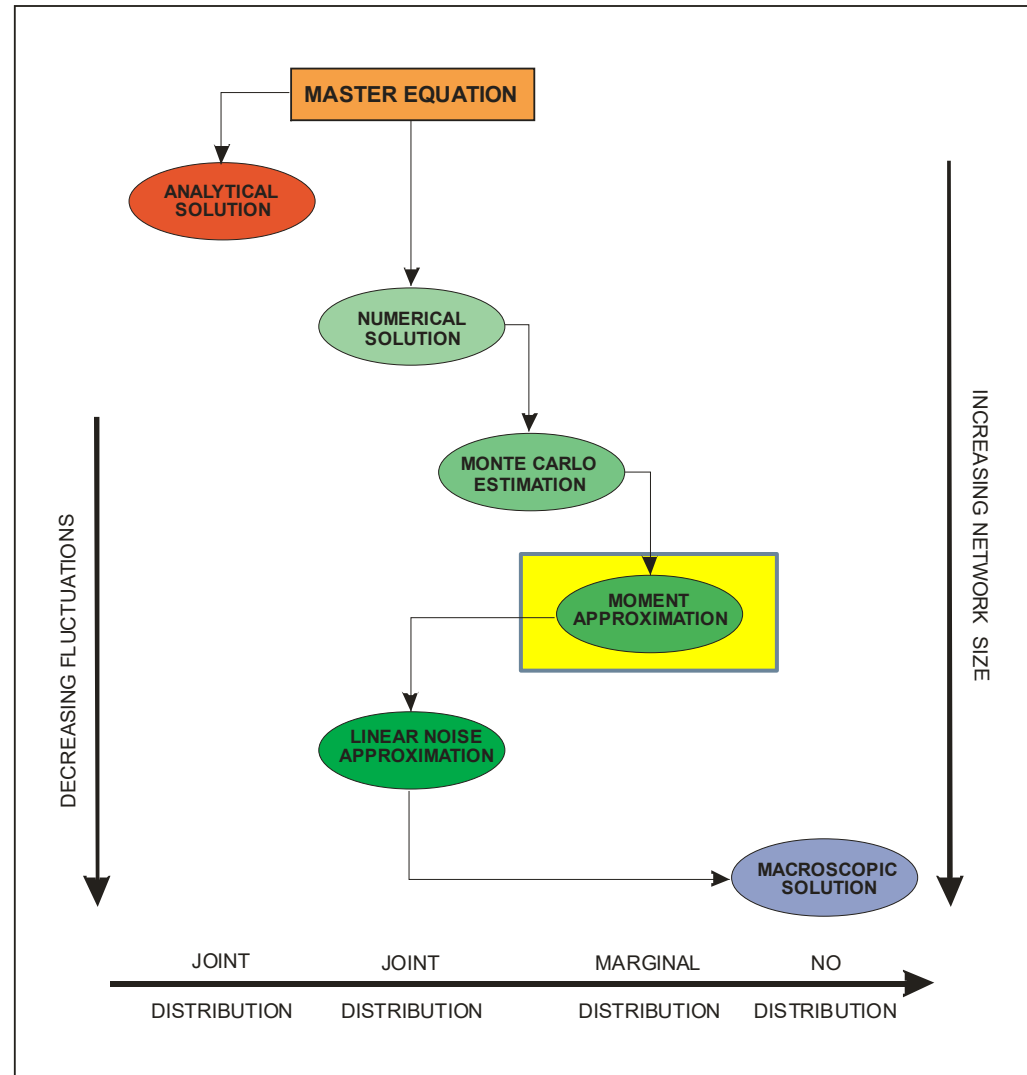 MASTER EQUATION
ANALYTICAL
SOLUTION
NUMERICAL
SOLUTION
MONTE CARLO
ESTIMATION
MOMENT
APPROXIMATION
LINEAR NOISE
APPROXIMATION
MACROSCOPIC
SOLUTION
DECREASING FLUCTUATIONS
INCREASING NETWORK SIZE
JOINT JOINT MARGINAL NO
DISTRIBUTION DISTRIBUTION DISTRIBUTION DISTRIBUTION